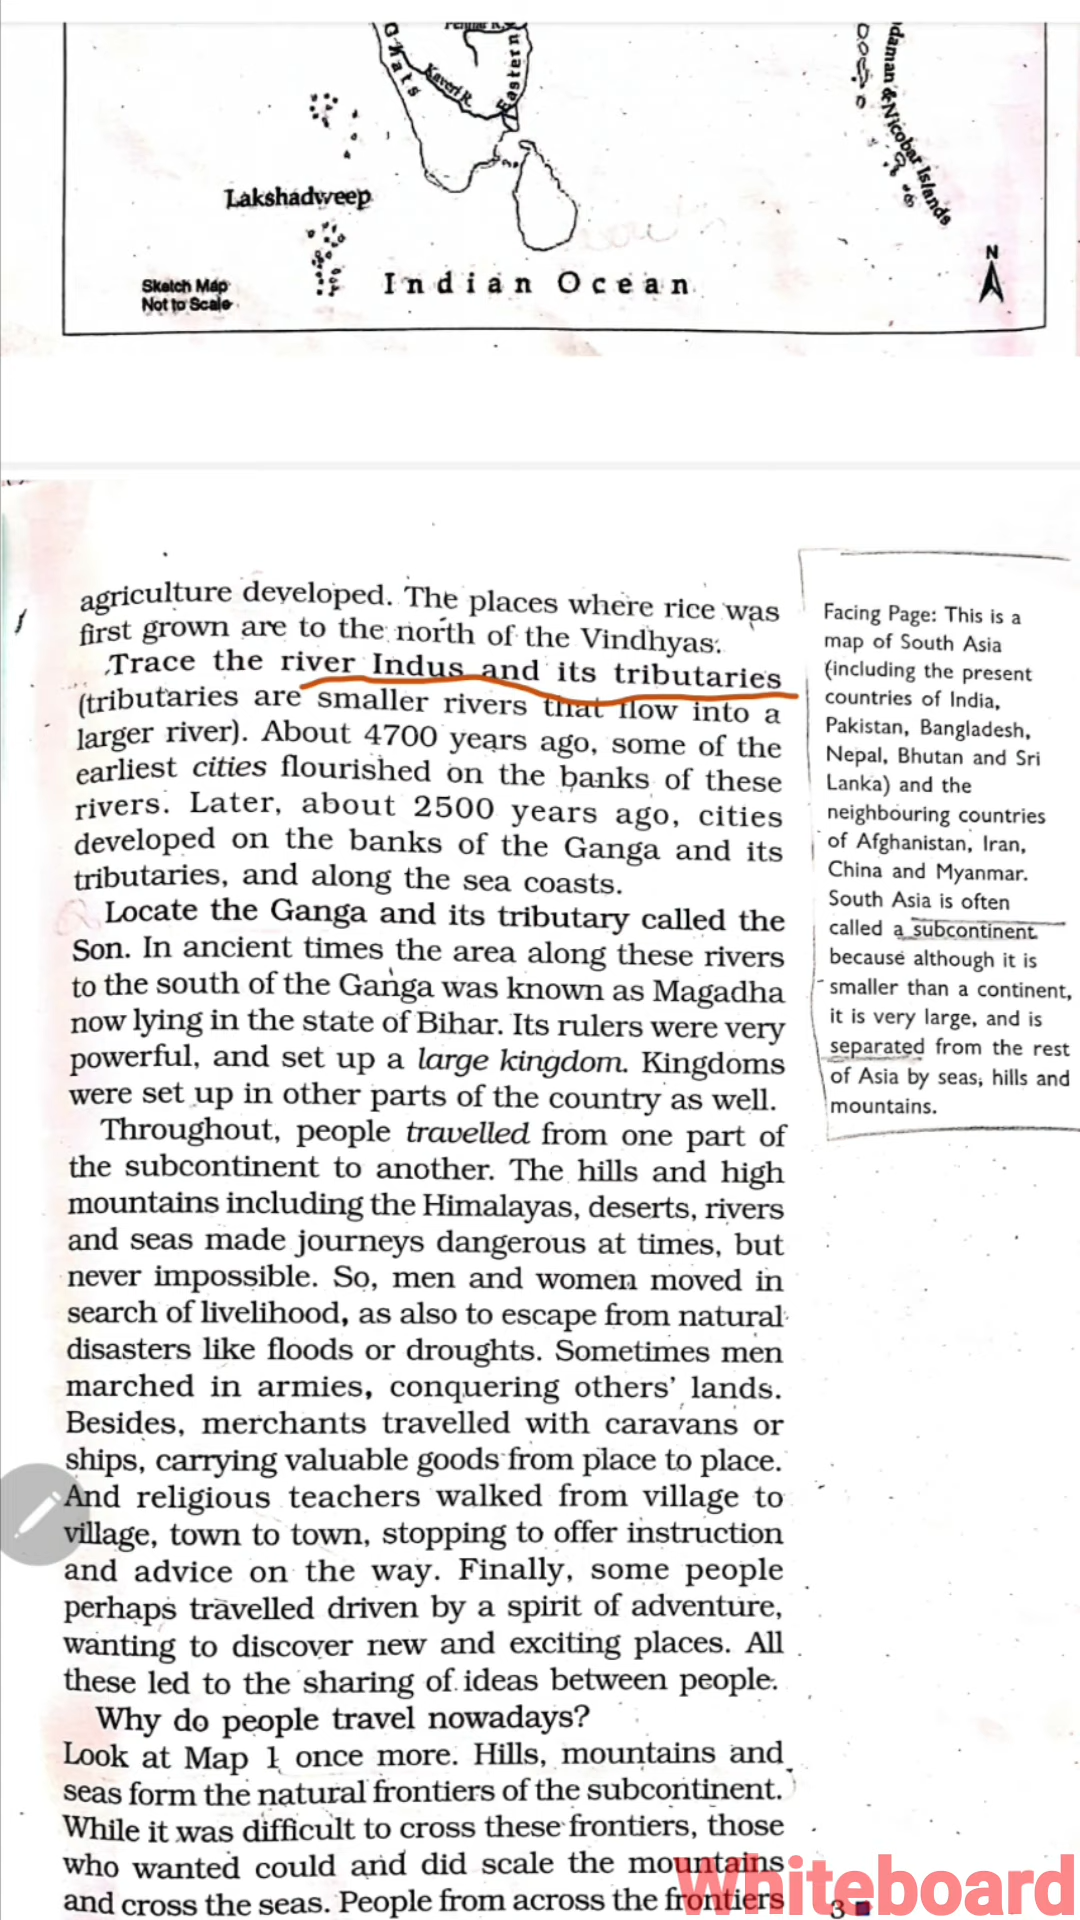 Ghats
Kaveri R.
Eastern
daman & Nicobar Islands
Lakshadweep
Sketch Map
Not to Scale
Indian Ocean
N
agriculture developed. The places where rice was
first grown are to the north of the Vindhyas.
Trace the river Indus and its tributaries
(tributaries are smaller rivers that flow into a
larger river). About 4700 years ago, some of the
earliest cities flourished on the banks of these
rivers. Later, about 2500 years ago, cities
developed on the banks of the Ganga and its
tributaries, and along the sea coasts.
Locate the Ganga and its tributary called the
Son. In ancient times the area along these rivers
to the south of the Ganga was known as Magadha
now lying in the state of Bihar. Its rulers were very
powerful, and set up a large kingdom. Kingdoms
were set up in other parts of the country as well.
Throughout, people travelled from one part of
the subcontinent to another. The hills and high
mountains including the Himalayas, deserts, rivers
and seas made journeys dangerous at times, but
never impossible. So, men and women moved in
search of livelihood, as also to escape from natural
disasters like floods or droughts. Sometimes men
marched in armies, conquering others' lands.
Besides, merchants travelled with caravans or
ships, carrying valuable goods from place to place.
And religious teachers walked from village to
village, town to town, stopping to offer instruction
and advice on the way. Finally, some people
perhaps travelled driven by a spirit of adventure,
wanting to discover new and exciting places. All
these led to the sharing of ideas between people.
Why do people travel nowadays?
Look at Map 1 once more. Hills, mountains and
seas form the natural frontiers of the subcontinent.
While it was difficult to cross these frontiers, those
who wanted could and did scale the mountains
and cross the seas. People from across the frontiers
Facing Page: This is a
map of South Asia
(including the present
countries of India,
Pakistan, Bangladesh,
Nepal, Bhutan and Sri
Lanka) and the
neighbouring countries
of Afghanistan, Iran,
China and Myanmar.
South Asia is often
called a subcontinent
because although it is
smaller than a continent,
it is very large, and is
separated from the rest
of Asia by seas, hills and
mountains.
Whiteboard
3